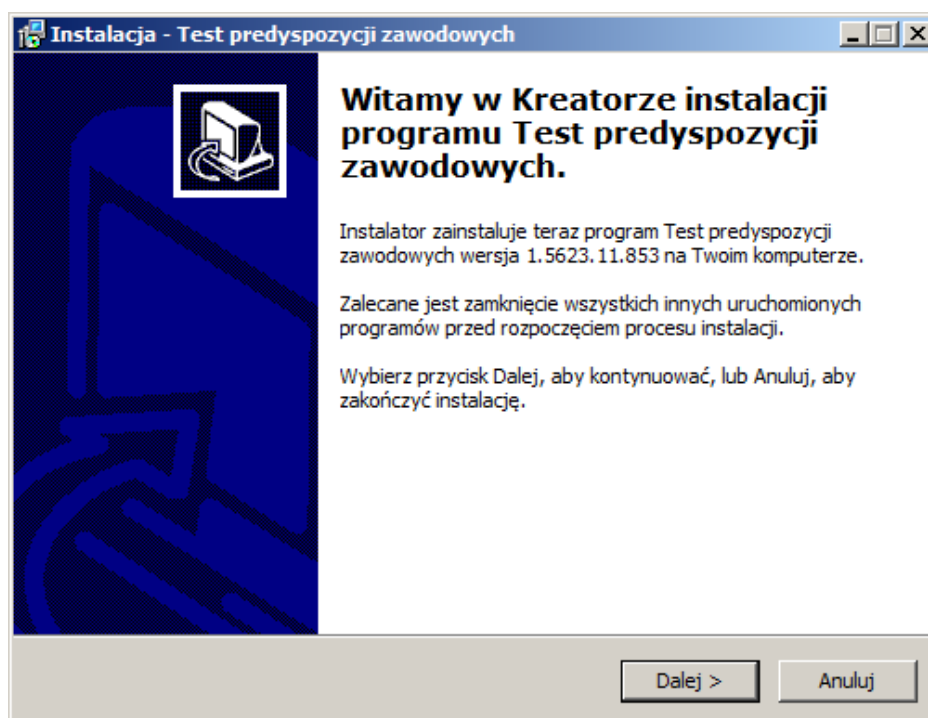 Instalacja - Test predyspozycji zawodowych
Witamy w Kreatorze instalacji
programu Test predyspozycji
zawodowych.
Instalator zainstaluje teraz program Test predyspozycji
zawodowych wersja 1.5623.11.853 na Twoim komputerze.
Zalecane jest zamknięcie wszystkich innych uruchomionych
programów przed rozpoczęciem procesu instalacji.
Wybierz przycisk Dalej, aby kontynuować, lub Anuluj, aby
zakończyć instalację.
Dalej > Anuluj